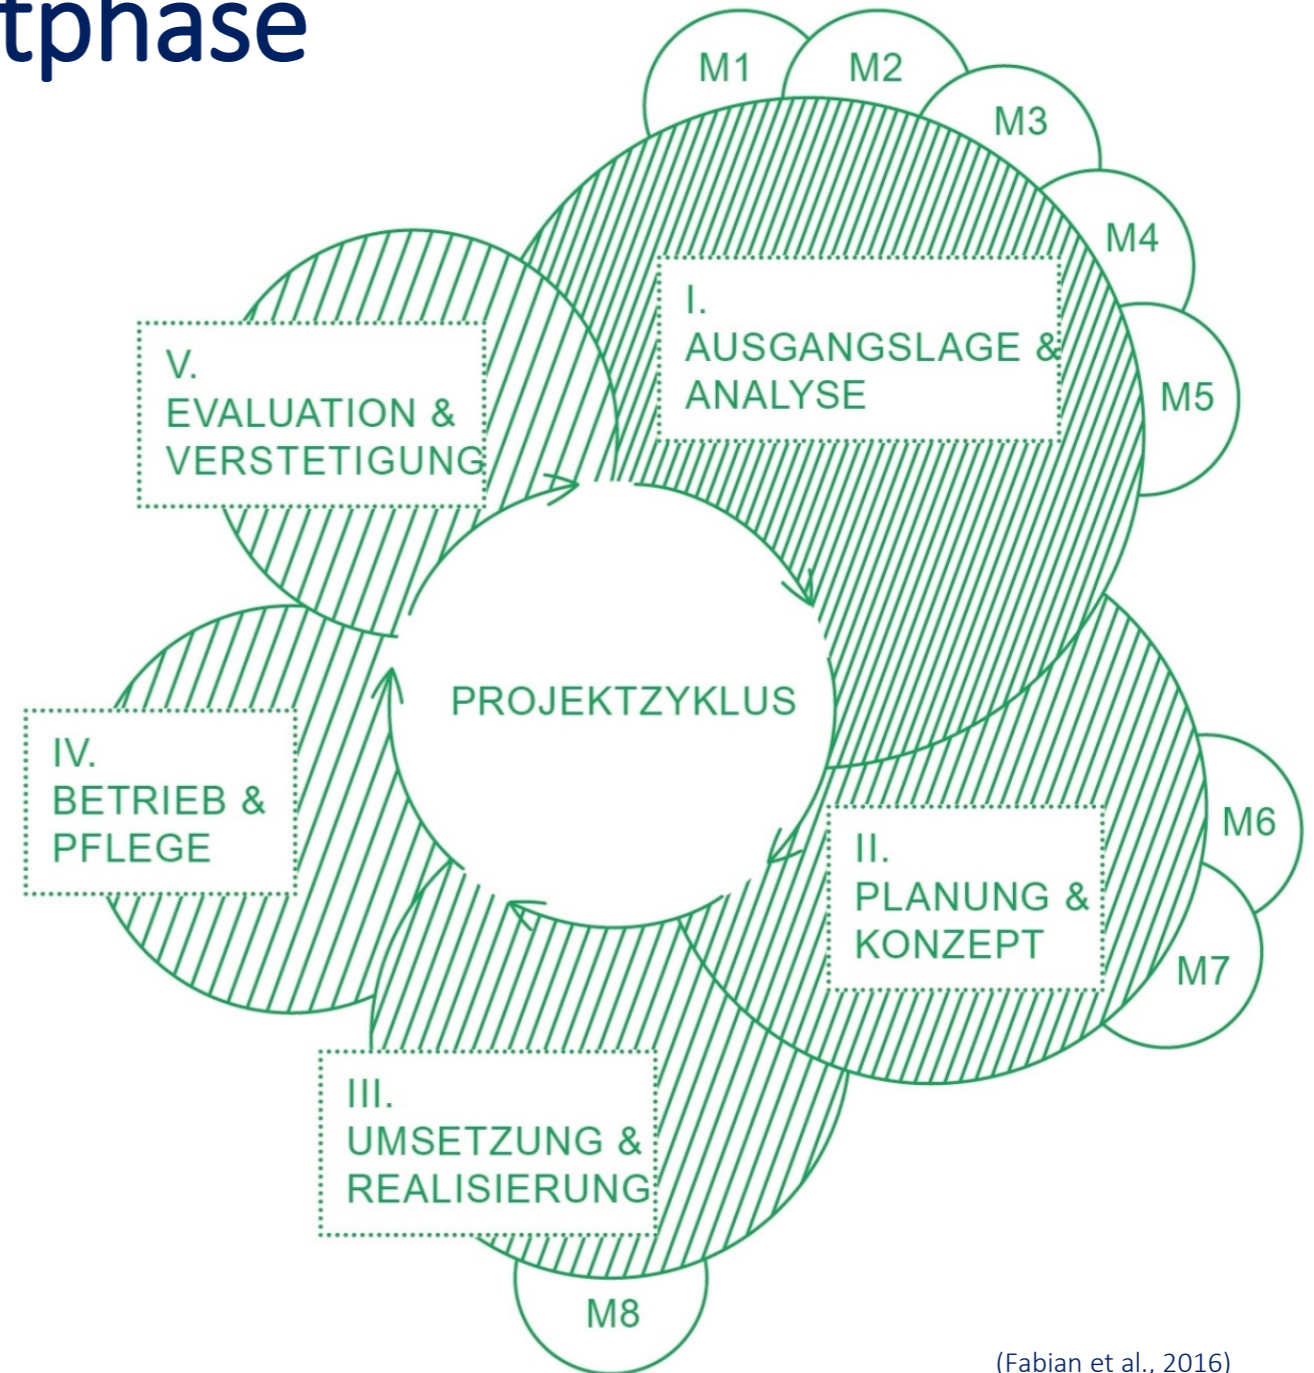 tphase
M1
M2
M3
M4
M5
I.
AUSGANGSLAGE &
ANALYSE
V.
EVALUATION &
VERSTETIGUNG
PROJEKTZYKLUS
IV.
BETRIEB &
PFLEGE
II.
PLANUNG &
KONZEPT
M6
M7
III.
UMSETZUNG &
REALISIERUNG
M8
(Fabian et al., 2016)